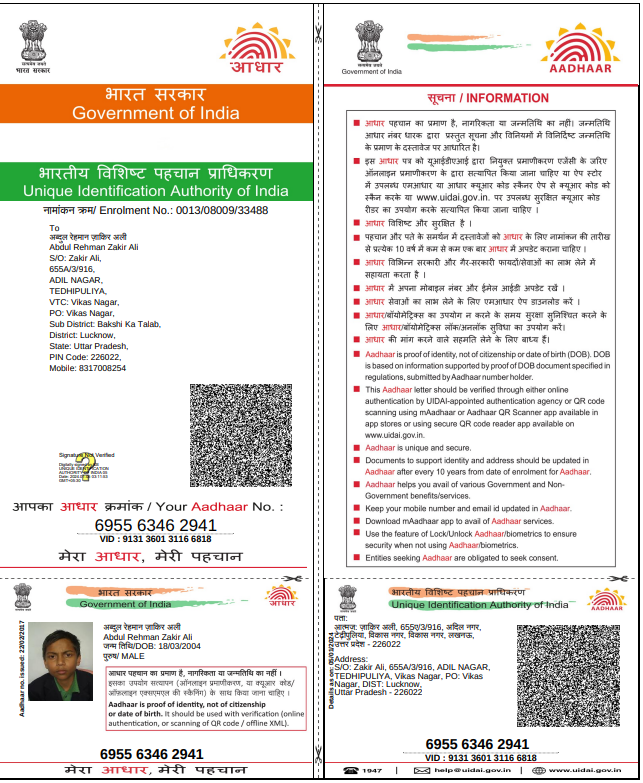 सत्यमेव जयते
भारत सरकार
आधार
भारत सरकार
Government of India
भारतीय विशिष्ट पहचान प्राधिकरण
Unique Identification Authority of India
नामांकन क्रम/ Enrolment No.: 0013/08009/33488
To
अब्दुल रेहमान ज़ाकिर अली
Abdul Rehman Zakir Ali
S/O: Zakir Ali,
655A/3/916,
ADIL NAGAR,
TEDHIPULIYA,
VTC: Vikas Nagar,
PO: Vikas Nagar,
Sub District: Bakshi Ka Talab,
District: Lucknow,
State: Uttar Pradesh,
PIN Code: 226022,
Mobile: 8317008254
Signature Not Verified
Digitally signed by
UNIQUE IDENTIFICATION
AUTHORITY OF INDIA
आपका आधार क्रमांक / Your Aadhaar No. :
6955 6346 2941
VID : 9131 3601 3116 6818
मेरा आधार, मेरी पहचान
Government of India
AADHAAR
सूचना / INFORMATION
आधार पहचान का प्रमाण है, नागरिकता या जन्मतिथि का नहीं। जन्मतिथि
आधार नंबर धारक द्वारा प्रस्तुत सूचना और विनियमों में विनिर्दिष्ट जन्मतिथि
के प्रमाण के दस्तावेज पर आधारित है।
इस आधार पत्र को यूआईडीएआई द्वारा नियुक्त प्रमाणीकरण एजेंसी के जरिए
ऑनलाइन प्रमाणीकरण के द्वारा सत्यापित किया जाना चाहिए या ऐप स्टोर
में उपलब्ध एमआधार या आधार क्यूआर कोड स्कैनर ऐप से क्यूआर कोड को
स्कैन करके या www.uidai.gov.in. पर उपलब्ध सुरक्षित क्यूआर कोड
रीडर का उपयोग करके सत्यापित किया जाना चाहिए ।
आधार विशिष्ट और सुरक्षित है ।
पहचान और पते के समर्थन में दस्तावेजों को आधार के लिए नामांकन की तारीख
से प्रत्येक 10 वर्ष में कम से कम एक बार आधार में अपडेट कराना चाहिए ।
आधार विभिन्न सरकारी और गैर-सरकारी फायदों/सेवाओं का लाभ लेने में
सहायता करता है ।
आधार में अपना मोबाइल नंबर और ईमेल आईडी अपडेट रखें ।
आधार सेवाओं का लाभ लेने के लिए एमआधार ऐप डाउनलोड करें ।
आधार/बॉयोमेट्रिक्स का उपयोग न करने के समय सुरक्षा सुनिश्चित करने के
लिए आधार/बॉयोमेट्रिक्स लॉक/अनलॉक सुविधा का उपयोग करें।
आधार की मांग करने वाले सहमति लेने के लिए बाध्य हैं।
Aadhaar is proof of identity, not of citizenship or date of birth (DOB). DOB
is based on information supported by proof of DOB document specified in
regulations, submitted by Aadhaar number holder.
This Aadhaar letter should be verified through either online
authentication by UIDAI-appointed authentication agency or QR code
scanning using mAadhaar or Aadhaar QR Scanner app available in
app stores or using secure QR code reader app available on
www.uidai.gov.in.
Aadhaar is unique and secure.
Documents to support identity and address should be updated in
Aadhaar after every 10 years from date of enrolment for Aadhaar.
Aadhaar helps you avail of various Government and Non-
Government benefits/services.
Keep your mobile number and email id updated in Aadhaar.
Download mAadhaar app to avail of Aadhaar services.
Use the feature of Lock/Unlock Aadhaar/biometrics to ensure
security when not using Aadhaar/biometrics.
Entities seeking Aadhaar are obligated to seek consent.
भारत सरकार
Government of India
आधार
Aadhaar no. issued: 22/02/2017
अब्दुल रेहमान ज़ाकिर अली
Abdul Rehman Zakir Ali
जन्म तिथि/DOB: 18/03/2004
पुरुष/ MALE
आधार पहचान का प्रमाण है, नागरिकता या जन्मतिथि का नहीं ।
इसका उपयोग सत्यापन (ऑनलाइन प्रमाणीकरण, या क्यूआर कोड/
ऑफ़लाइन एक्सएमएल की स्कैनिंग) के साथ किया जाना चाहिए ।
Aadhaar is proof of identity, not of citizenship
or date of birth. It should be used with verification (online
authentication, or scanning of QR code / offline XML).
6955 6346 2941
मेरा आधार, मेरी पहचान
भारतीय विशिष्ट पहचान प्राधिकरण
Unique Identification Authority of India
AADHAAR
पता:
आत्मज: ज़ाकिर अली, 655ए/3/916, अदिल नगर,
टेढ़ीपुलिया, विकास नगर, विकास नगर, लखनऊ,
उत्तर प्रदेश - 226022
Address:
S/O: Zakir Ali, 655A/3/916, ADIL NAGAR,
TEDHIPULIYA, Vikas Nagar, PO: Vikas
Nagar, DIST: Lucknow,
Uttar Pradesh - 226022
6955 6346 2941
VID : 9131 3601 3116 6818
1947 | help@uidai.gov.in | www.uidai.gov.in